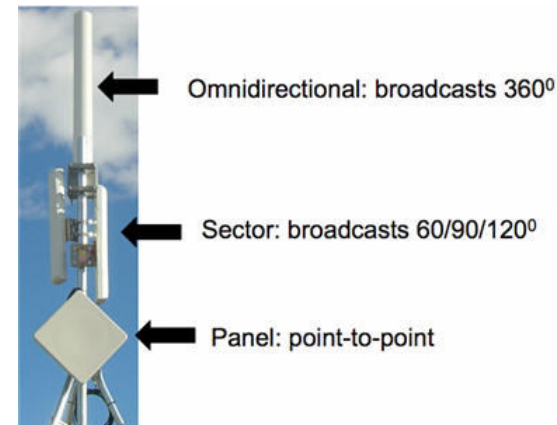 Omnidirectional: broadcasts 360⁰
Sector: broadcasts 60/90/120⁰
Panel: point-to-point